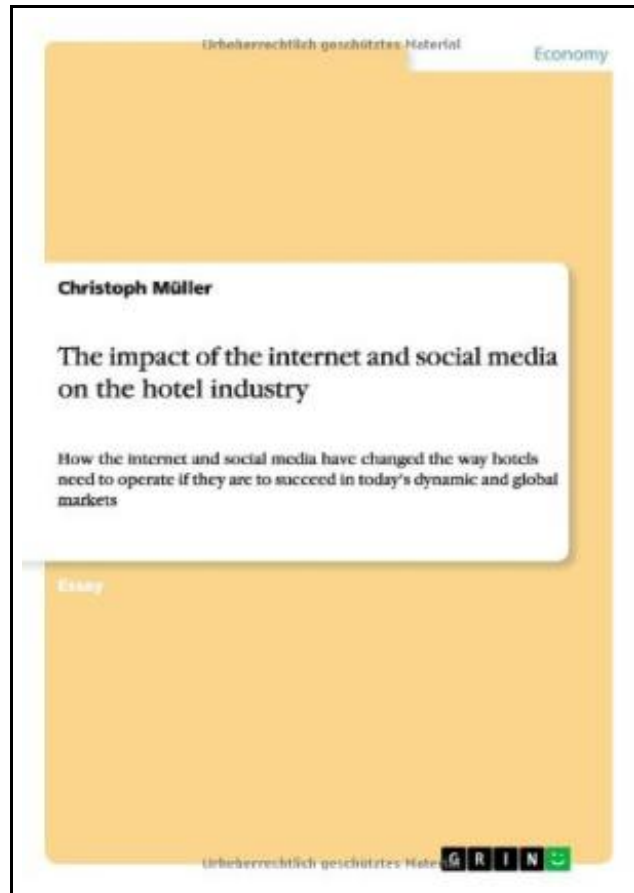 Urheberrechtlich geschütztes Material
Economy
Christoph Müller
The impact of the internet and social media
on the hotel industry
How the internet and social media have changed the way hotels
need to operate if they are to succeed in today's dynamic and global
markets
Essay
Urheberrechtlich geschütztes
GRIN